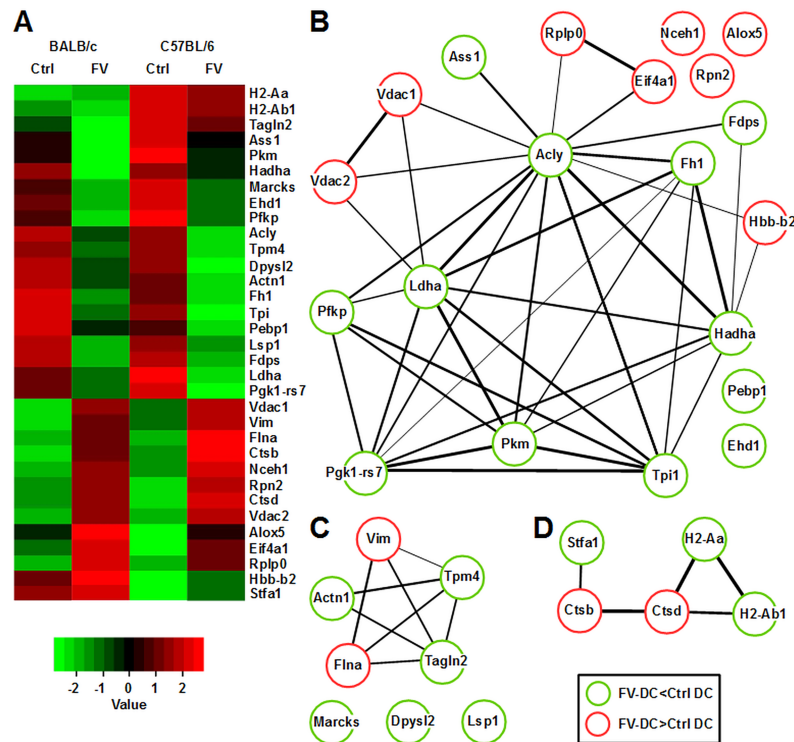 A
BALB/c C57BL/6
Ctrl FV Ctrl FV
H2-Aa
H2-Ab1
Tagln2
Ass1
Pkm
Hadha
Marcks
Ehd1
Pfkp
Acly
Tpm4
Dpysl2
Actn1
Fh1
Tpi
Pebp1
Lsp1
Fdps
Ldha
Pgk1-rs7
Vdac1
Vim
Flna
Ctsb
Nceh1
Rpn2
Ctsd
Vdac2
Alox5
Eif4a1
Rplp0
Hbb-b2
Stfa1
-2 -1 0 1 2
Value
B
Rplp0
Nceh1
Alox5
Ass1
Eif4a1
Rpn2
Vdac1
Fdps
Acly
Fh1
Vdac2
Hbb-b2
Ldha
Pfkp
Hadha
Pebp1
Pkm
Ehd1
Pgk1-rs7
Tpi1
C
Vim
Tpm4
Actn1
Flna
Tagln2
Marcks
Dpysl2
Lsp1
D
Stfa1
H2-Aa
Ctsb
Ctsd
H2-Ab1
FV-DC<Ctrl DC
FV-DC>Ctrl DC